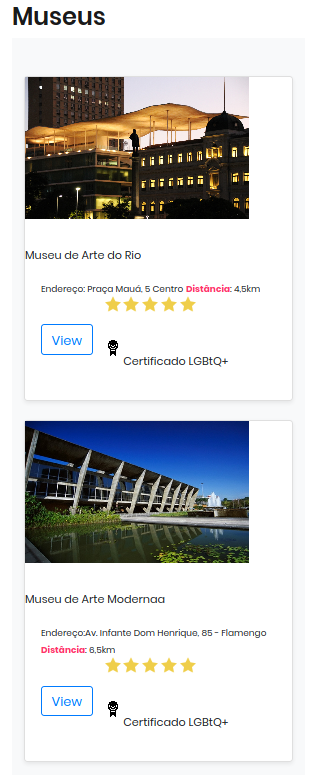 Museus
Museu de Arte do Rio
Endereço: Praça Mauá, 5 Centro Distância: 4,5km
View
Certificado LGBtQ+
Museu de Arte Modernaa
Endereço:Av. Infante Dom Henrique, 85 - Flamengo
Distância: 6,5km
View
Certificado LGBtQ+